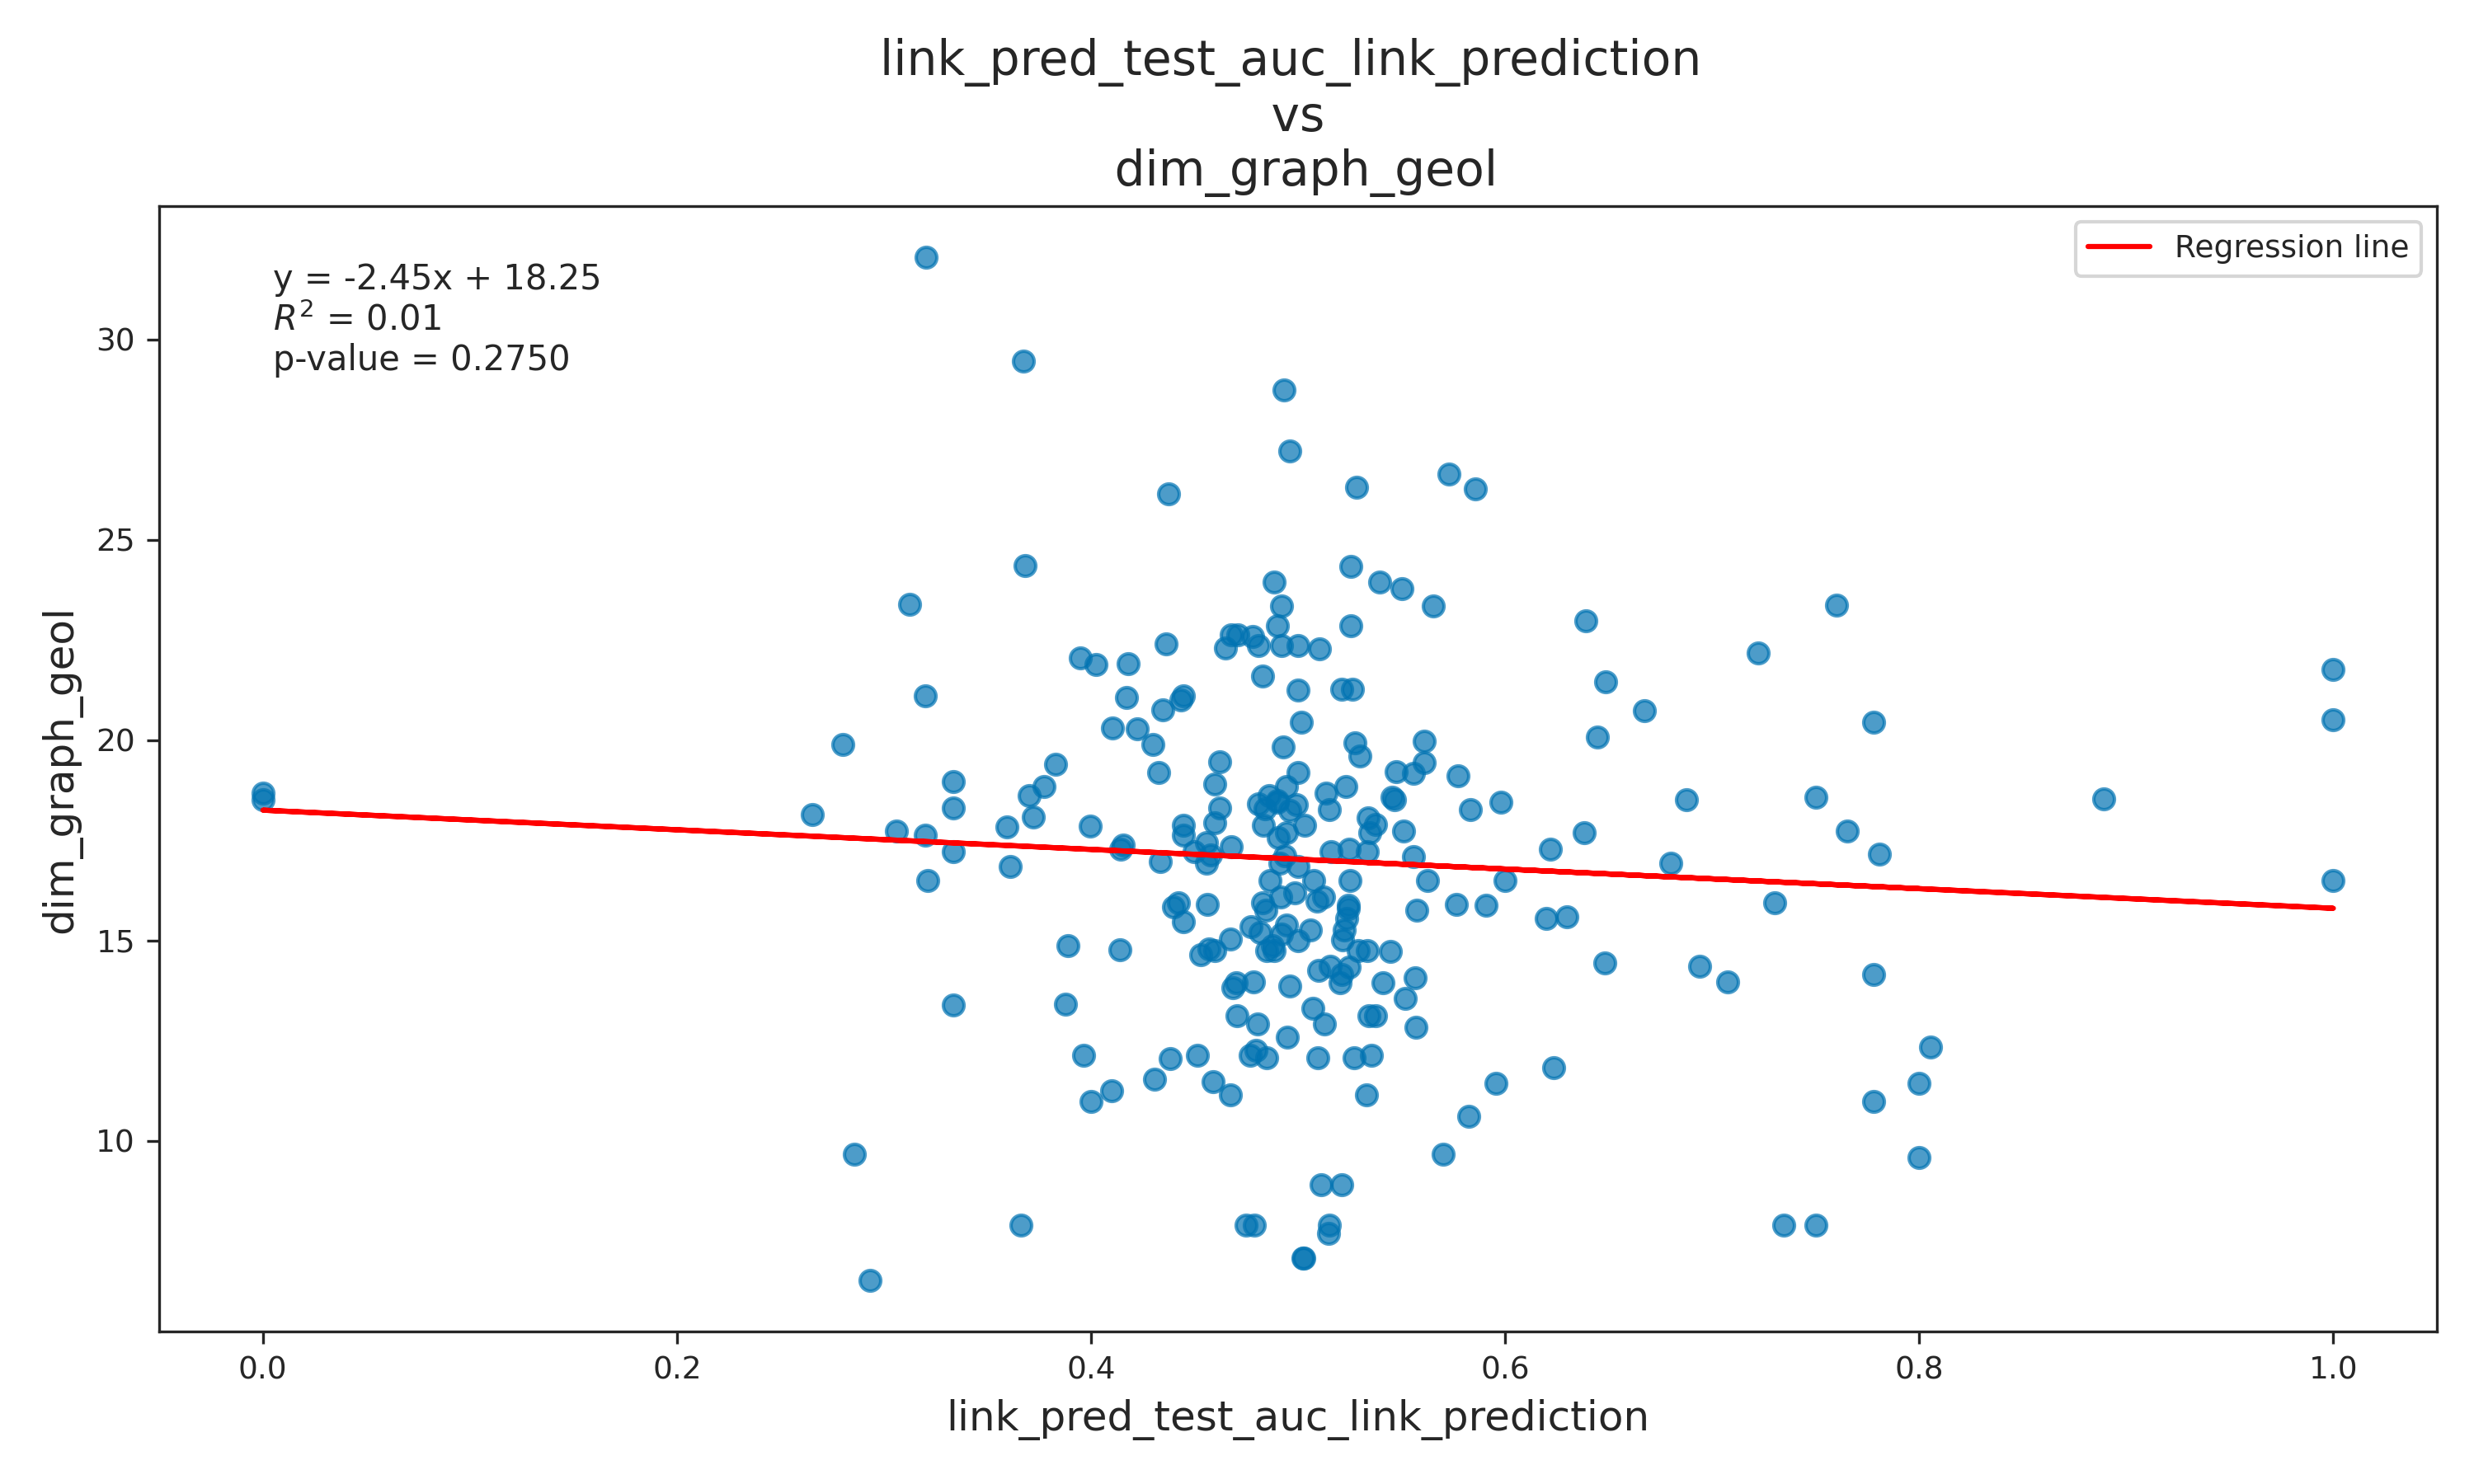 link_pred_test_auc_link_prediction
vs
dim_graph_geol
y = -2.45x + 18.25
R² = 0.01
p-value = 0.2750
Regression line
dim_graph_geol
30
25
20
15
10
0.0 0.2 0.4 0.6 0.8 1.0
link_pred_test_auc_link_prediction